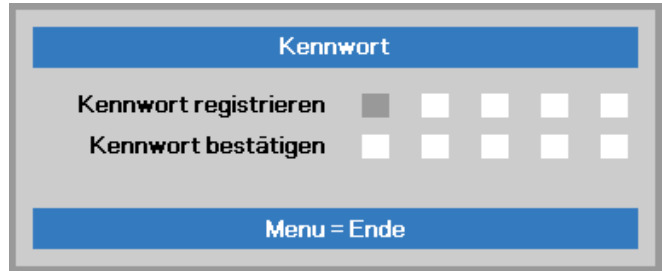 Kennwort
Kennwort registrieren
Kennwort bestätigen
Menu = Ende